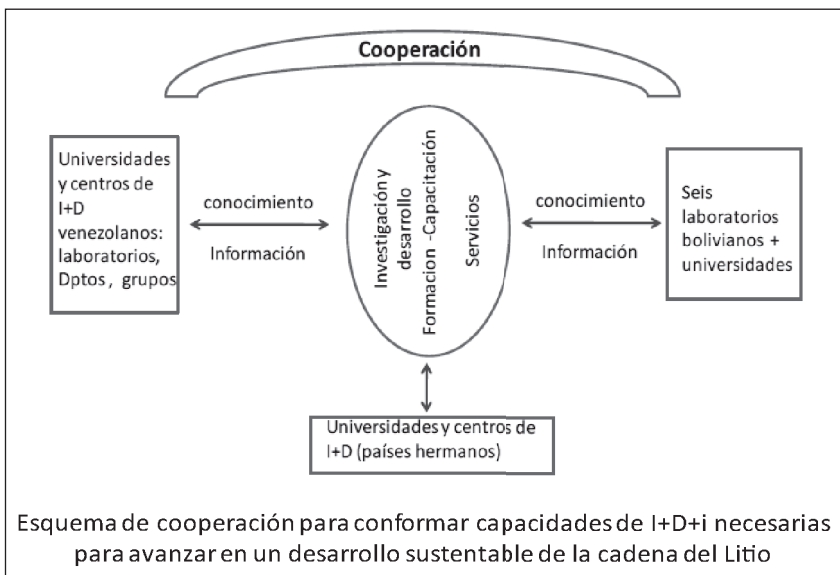 Cooperación
Universidades
y centros de
I+D
venezolanos:
laboratorios,
Dptos , grupos
conocimiento
Información
Investigación y
desarrollo
Formacion -Capacitación
Servicios
conocimiento
Información
Seis
laboratorios
bolivianos +
universidades
Universidades y centros de
I+D (países hermanos)
Esquema de cooperación para conformar capacidades de I+D+i necesarias
para avanzar en un desarrollo sustentable de la cadena del Litio